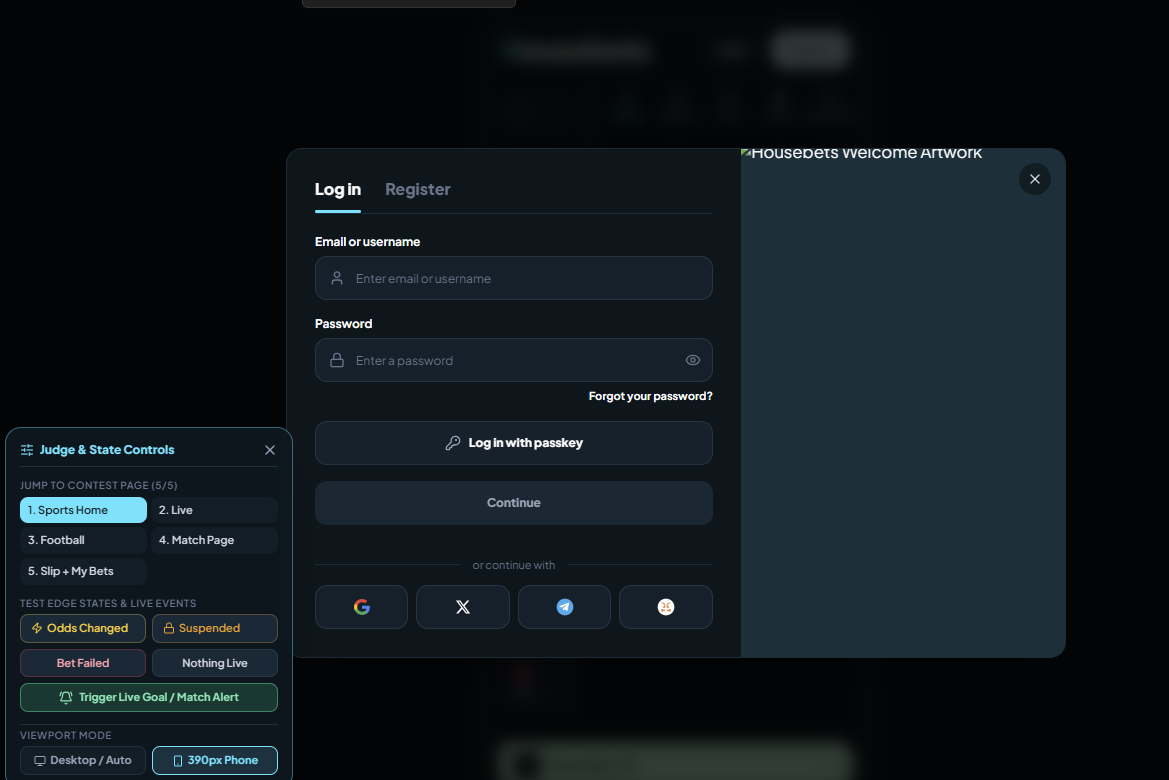 Housebets Welcome Artwork
Log in Register
Email or username
Enter email or username
Password
Enter a password
Forgot your password?
Log in with passkey
Continue
or continue with
Judge & State Controls
JUMP TO CONTEST PAGE (5/5)
1. Sports Home 2. Live
3. Football 4. Match Page
5. Slip + My Bets
TEST EDGE STATES & LIVE EVENTS
Odds Changed Suspended
Bet Failed Nothing Live
Trigger Live Goal / Match Alert
VIEWPORT MODE
Desktop / Auto 390px Phone